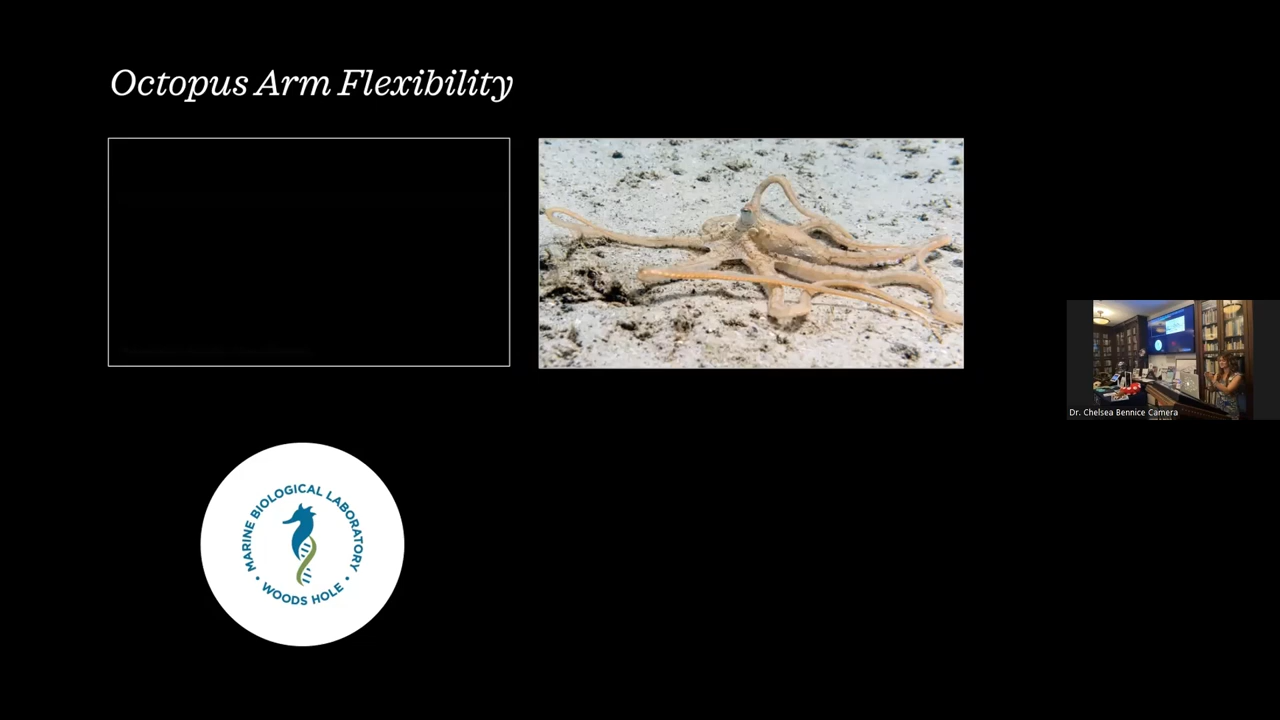 Octopus Arm Flexibility
MARINE BIOLOGICAL LABORATORY
• WOODS HOLE •
Dr. Chelsea Bennice Camera